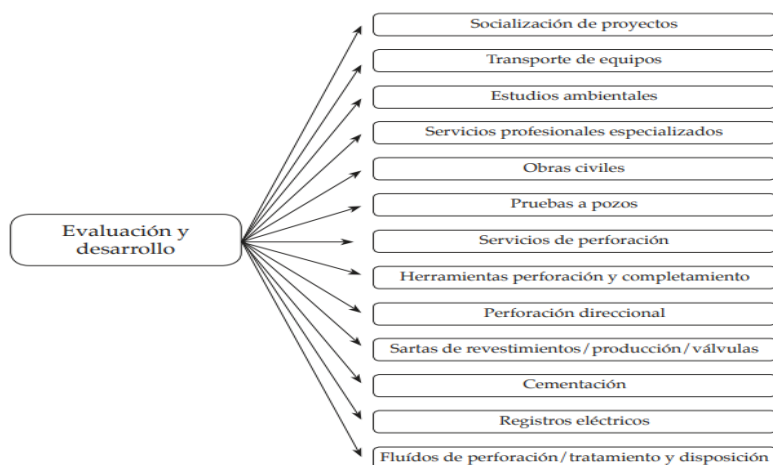 Socialización de proyectos
Transporte de equipos
Estudios ambientales
Servicios profesionales especializados
Obras civiles
Pruebas a pozos
Evaluación y
desarrollo
Servicios de perforación
Herramientas perforación y completamiento
Perforación direccional
Sartas de revestimientos/producción/válvulas
Cementación
Registros eléctricos
Fluídos de perforación/tratamiento y disposición